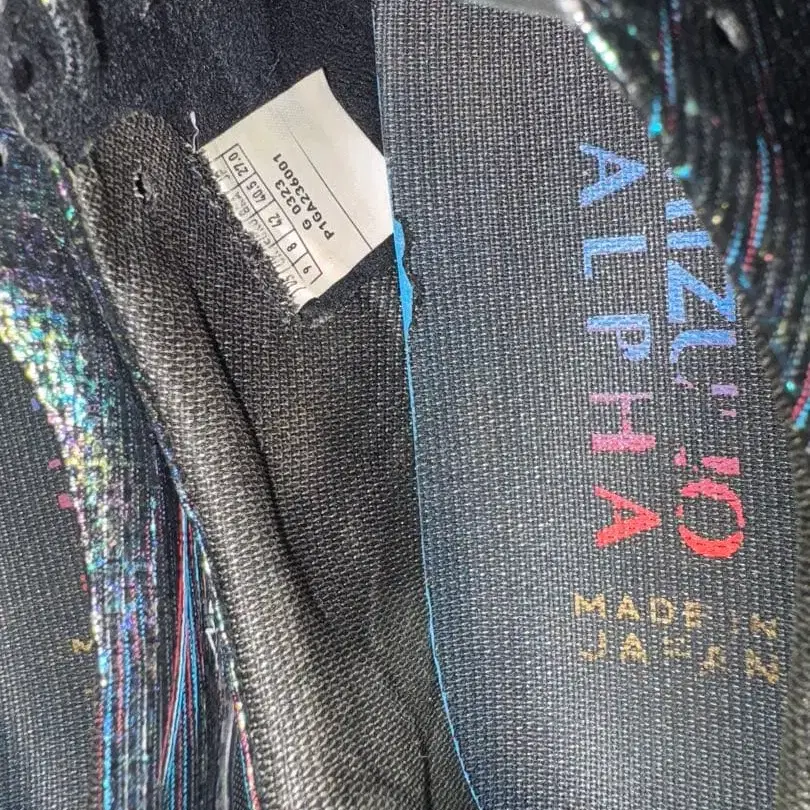 P1GA236001
G 0323
9 8 42 40.5 27.0
MIZUNO
ALPHA
MADE IN
JAPAN